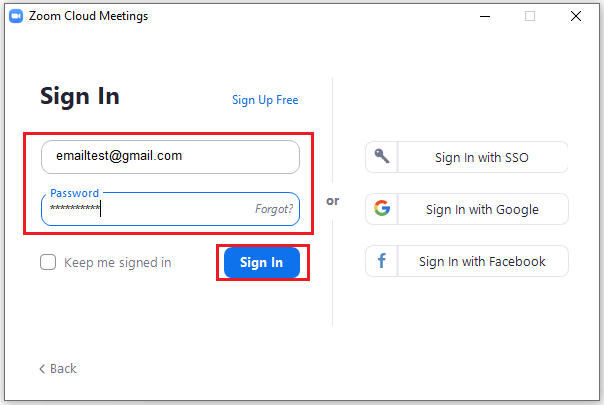 Zoom Cloud Meetings
Sign In
Sign Up Free
emailtest@gmail.com
Password
**********
Forgot?
Keep me signed in
Sign In
or
Sign In with SSO
Sign In with Google
Sign In with Facebook
Back